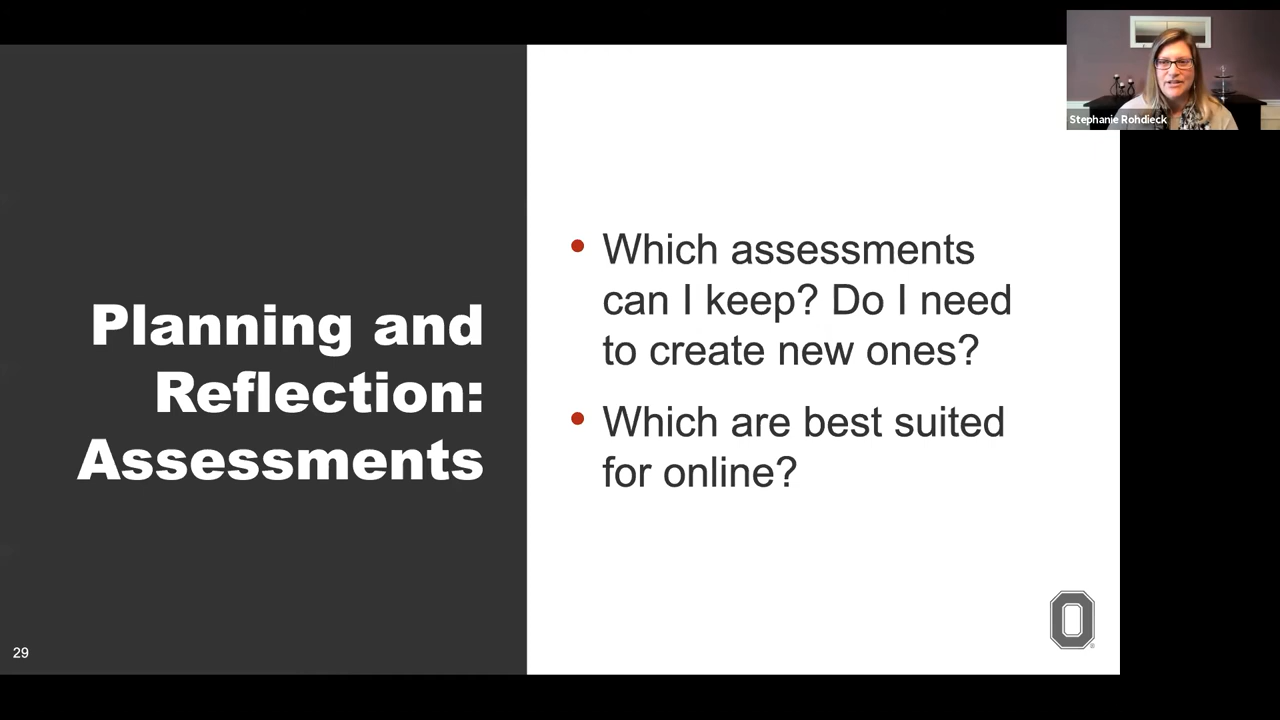 Stephanie Rohdieck
Planning and
Reflection:
Assessments
• Which assessments
can I keep? Do I need
to create new ones?
• Which are best suited
for online?
29
O